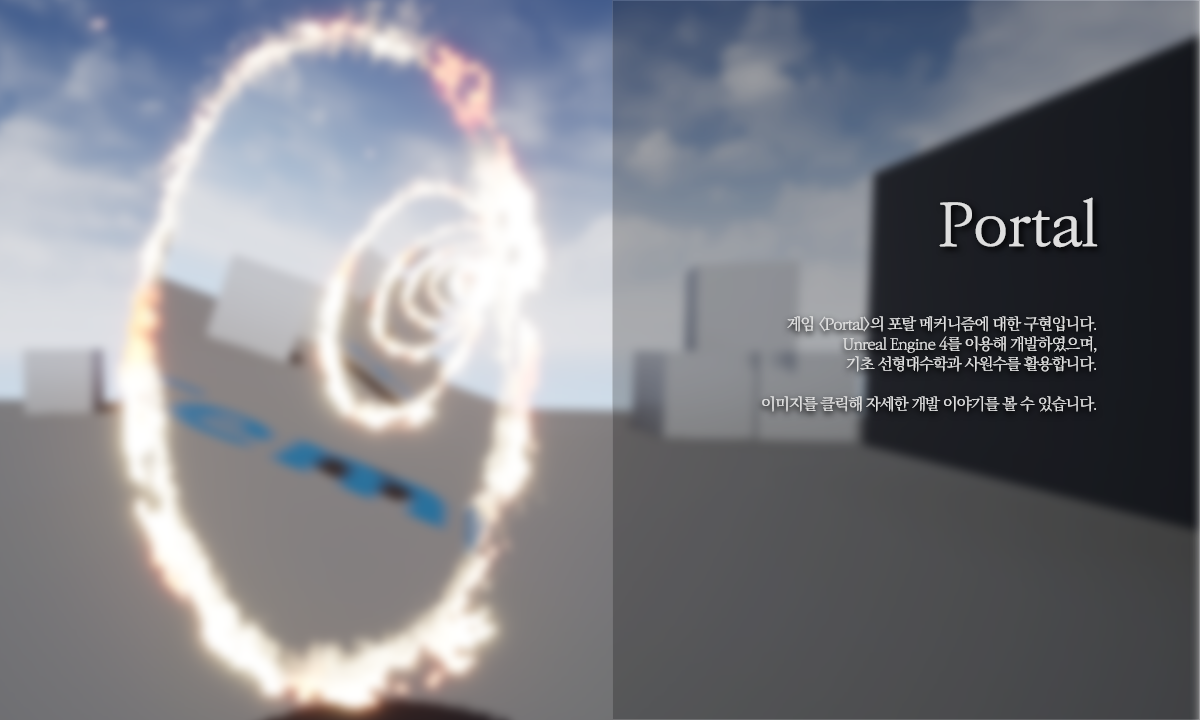 Portal
게임 〈Portal〉의 포탈 메커니즘에 대한 구현입니다.
Unreal Engine 4를 이용해 개발하였으며,
기초 선형대수학과 사원수를 활용합니다.
이미지를 클릭해 자세한 개발 이야기를 볼 수 있습니다.